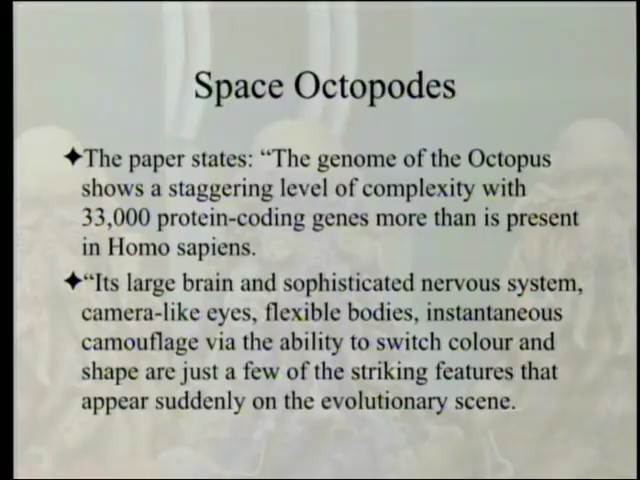 Space Octopodes
✦The paper states: “The genome of the Octopus
shows a staggering level of complexity with
33,000 protein-coding genes more than is present
in Homo sapiens.
✦“Its large brain and sophisticated nervous system,
camera-like eyes, flexible bodies, instantaneous
camouflage via the ability to switch colour and
shape are just a few of the striking features that
appear suddenly on the evolutionary scene.